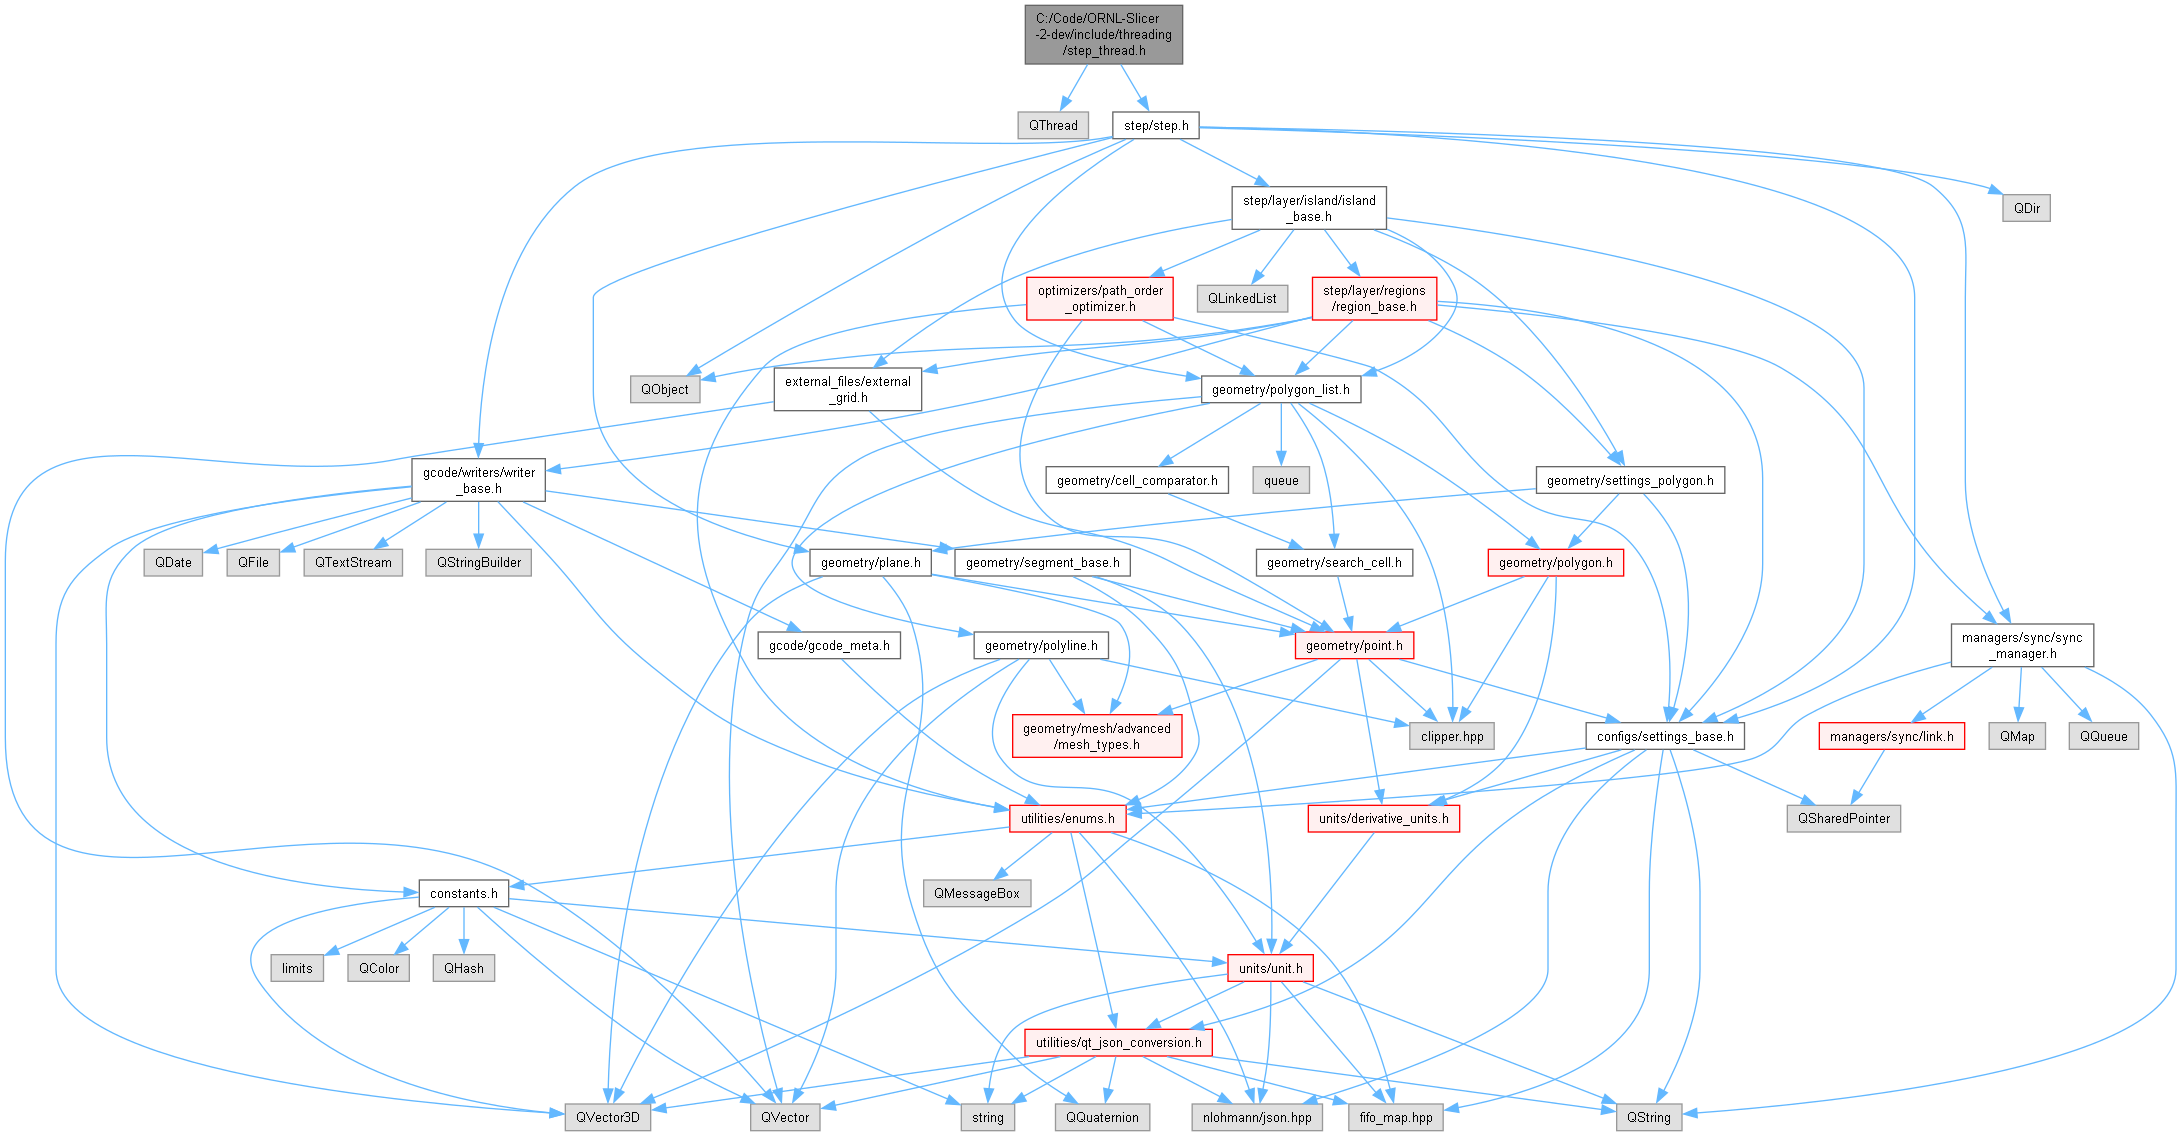 C:/Code/ORNL-Slicer
-2-dev/include/threading
/step_thread.h
QThread
step/step.h
step/layer/island/island
_base.h
QDir
optimizers/path_order
_optimizer.h
QLinkedList
step/layer/regions
/region_base.h
QObject
external_files/external
_grid.h
geometry/polygon_list.h
gcode/writers/writer
_base.h
geometry/cell_comparator.h
queue
geometry/settings_polygon.h
QDate
QFile
QTextStream
QStringBuilder
geometry/plane.h
geometry/segment_base.h
geometry/search_cell.h
geometry/polygon.h
gcode/gcode_meta.h
geometry/polyline.h
geometry/point.h
managers/sync/sync
_manager.h
geometry/mesh/advanced
/mesh_types.h
clipper.hpp
configs/settings_base.h
managers/sync/link.h
QMap
QQueue
utilities/enums.h
units/derivative_units.h
QSharedPointer
constants.h
QMessageBox
limits
QColor
QHash
units/unit.h
utilities/qt_json_conversion.h
QVector3D
QVector
string
QQuaternion
nlohmann/json.hpp
fifo_map.hpp
QString